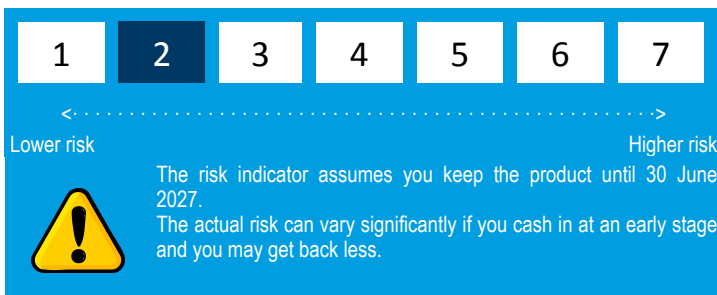 1 2 3 4 5 6 7
<· · · · · · · · · · · · · · · · · · · · · · · · · · · · · · · · · · · · · · · · · · · · · · · · · · · · · ·>
Lower risk Higher risk
The risk indicator assumes you keep the product until 30 June
2027.
The actual risk can vary significantly if you cash in at an early stage
and you may get back less.
!